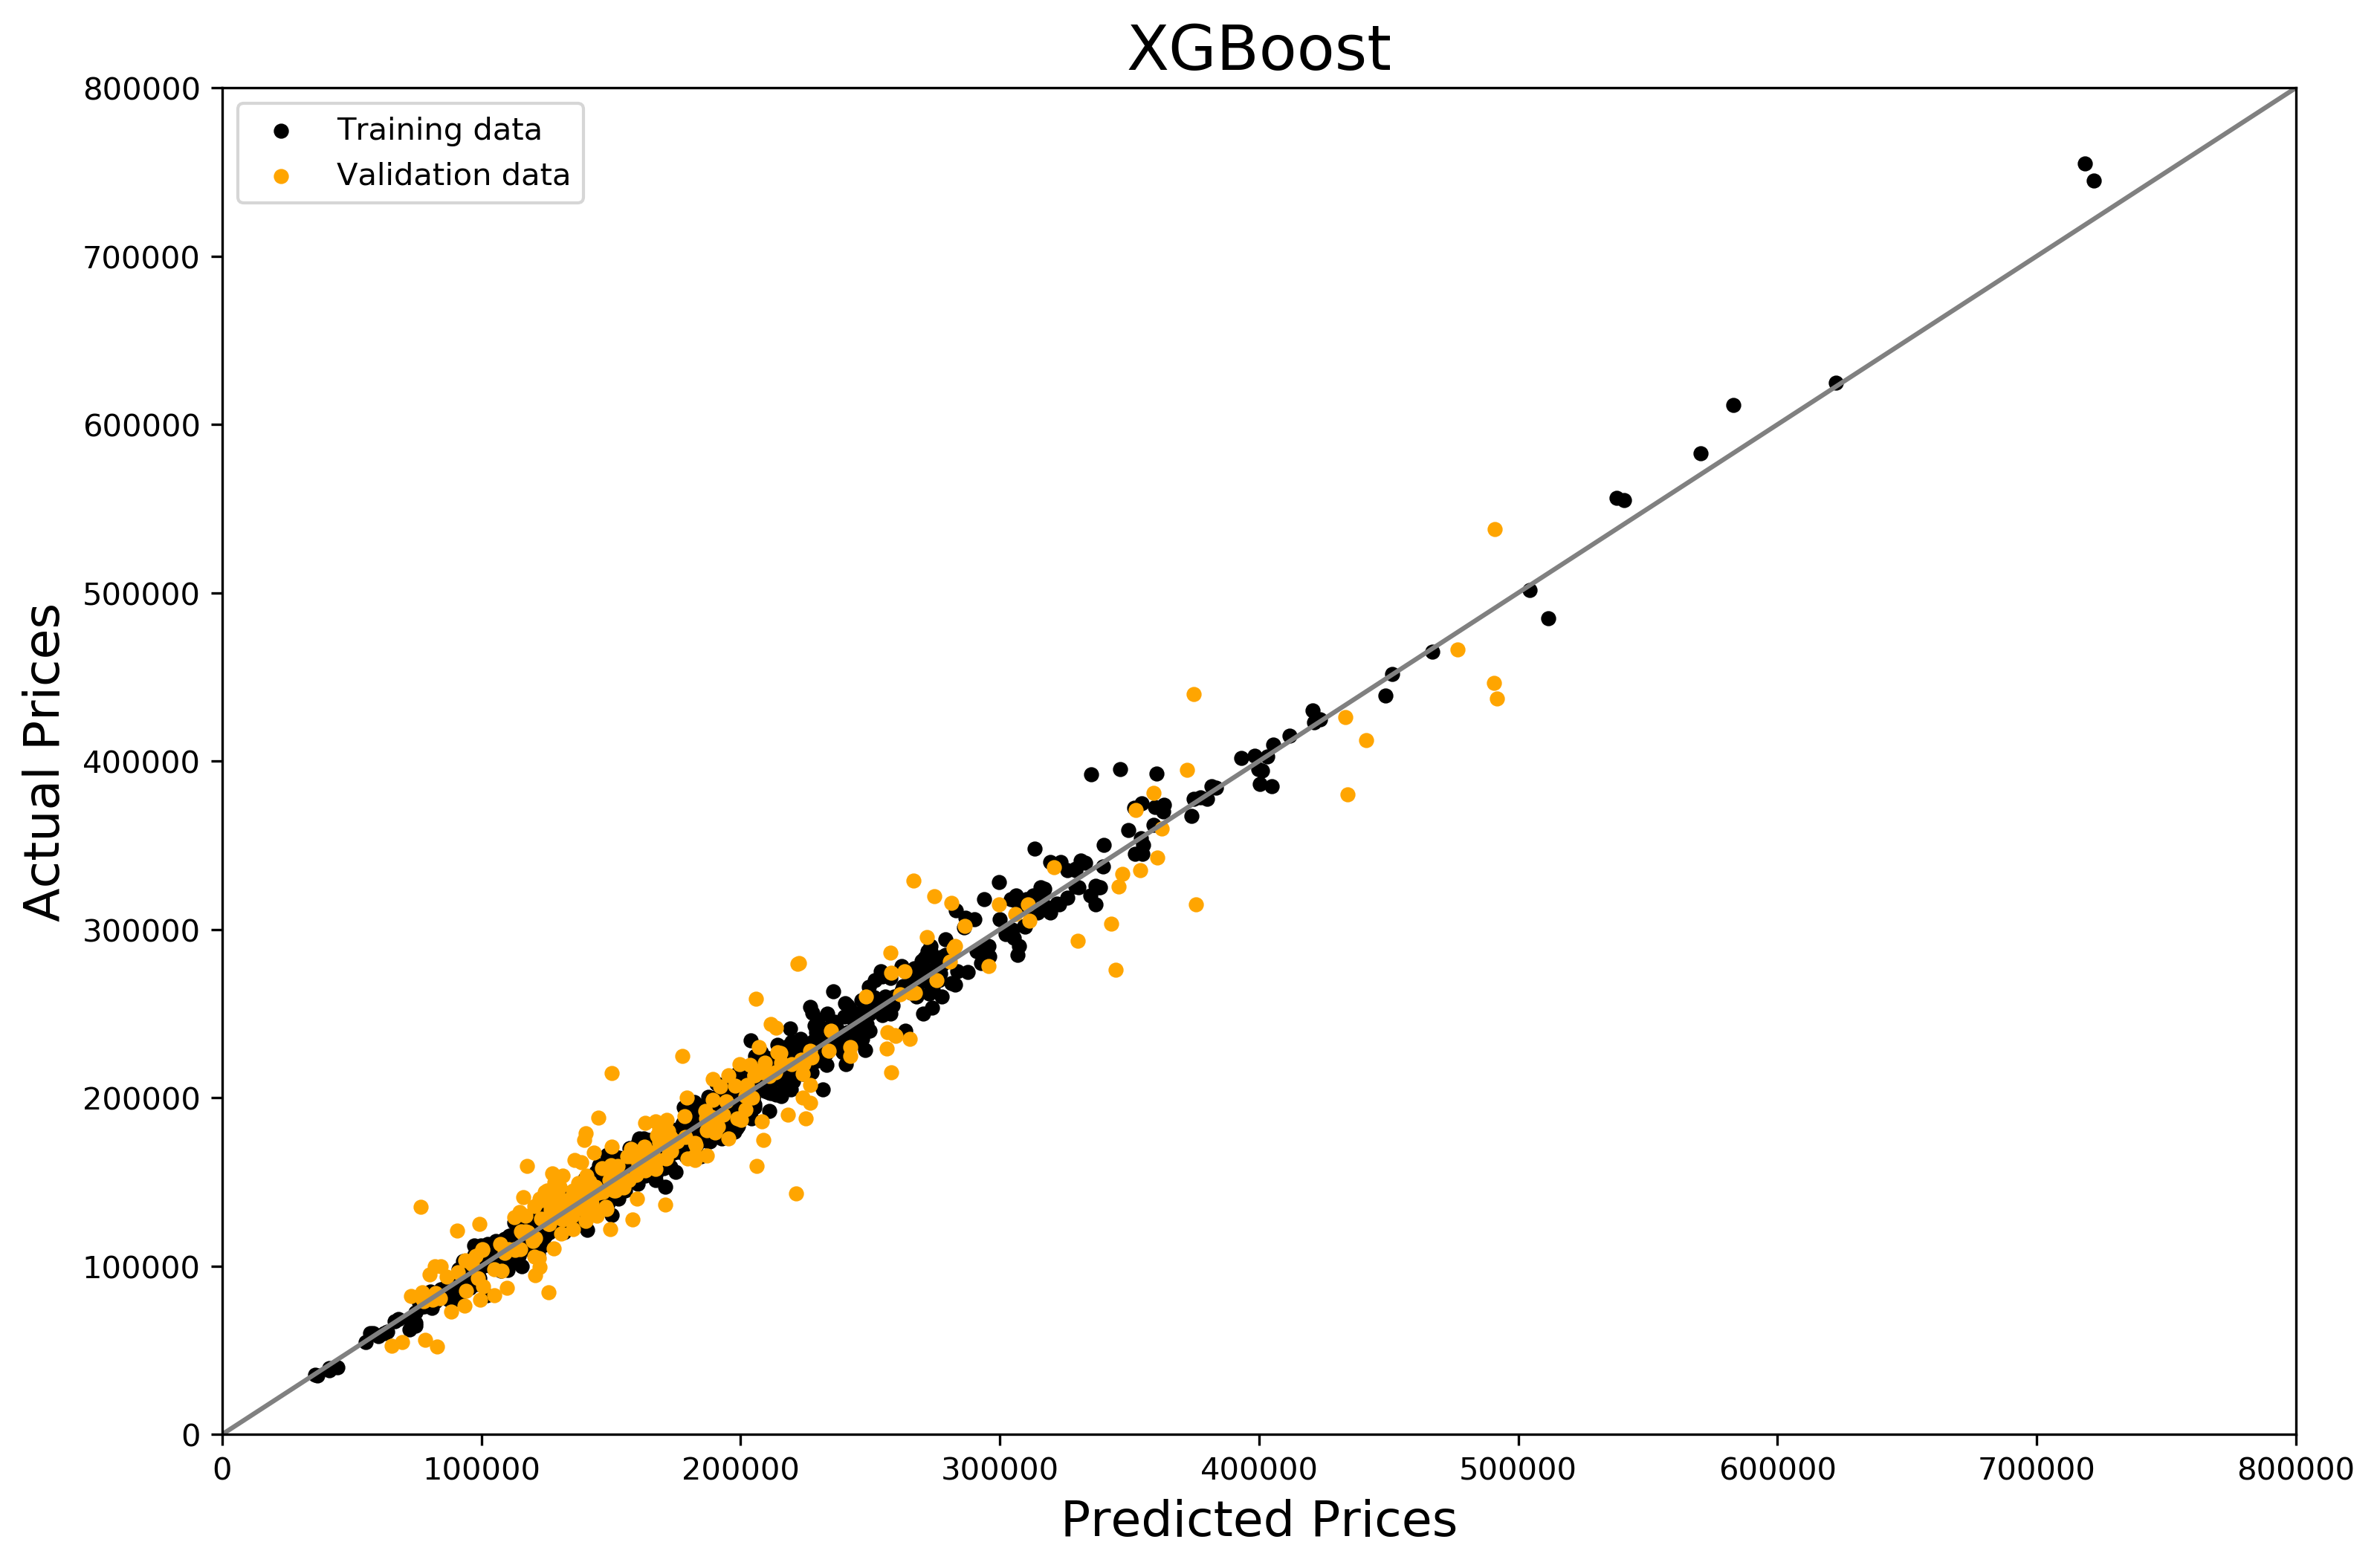 XGBoost
Training data
Validation data
Actual Prices
800000
700000
600000
500000
400000
300000
200000
100000
0
0 100000 200000 300000 400000 500000 600000 700000 800000
Predicted Prices